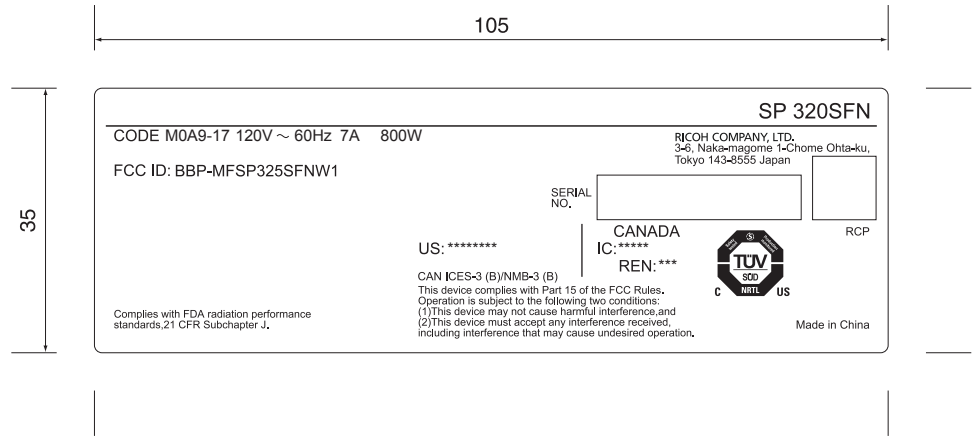 105
35
SP 320SFN
CODE M0A9-17 120V ~ 60Hz 7A 800W
RICOH COMPANY, LTD.
3-6, Naka-magome 1-Chome Ohta-ku,
Tokyo 143-8555 Japan
FCC ID: BBP-MFSP325SFNW1
SERIAL
NO.
RCP
US: ********
CANADA
IC:*****
REN: ***
TÜV
SÜD
C NRTL US
CAN ICES-3 (B)/NMB-3 (B)
This device complies with Part 15 of the FCC Rules.
Operation is subject to the following two conditions:
(1)This device may not cause harmful interference,and
(2)This device must accept any interference received,
including interference that may cause undesired operation.
Complies with FDA radiation performance
standards,21 CFR Subchapter J.
Made in China